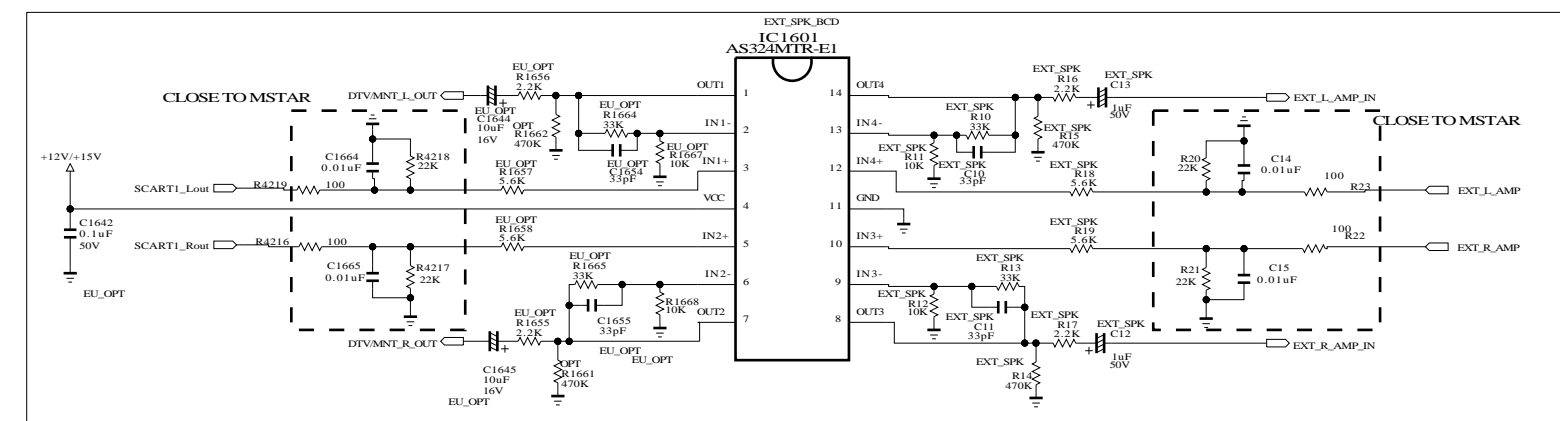 EXT_SPK_BCD
IC1601
AS324MTR-E1
CLOSE TO MSTAR
DTV/MNT_L_OUT
EU_OPT
C1644
10uF
16V
EU_OPT
R1656
2.2K
OPT
R1662
470K
EU_OPT
R1664
33K
EU_OPT
C1654
33pF
EU_OPT
R1667
10K
OUT1
1
IN1-
2
IN1+
3
VCC
4
IN2+
5
IN2-
6
OUT2
7
+12V/+15V
C1642
0.1uF
50V
EU_OPT
SCART1_Lout
R4219
100
C1664
0.01uF
R4218
22K
EU_OPT
R1657
5.6K
SCART1_Rout
R4216
100
C1665
0.01uF
R4217
22K
EU_OPT
R1658
5.6K
EU_OPT
R1665
33K
C1655
33pF
EU_OPT
R1668
10K
EU_OPT
DTV/MNT_R_OUT
EU_OPT
R1655
2.2K
C1645
10uF
16V
EU_OPT
OPT
R1661
470K
OUT4
14
IN4-
13
IN4+
12
GND
11
IN3+
10
IN3-
9
OUT3
8
EXT_SPK
R16
2.2K
EXT_SPK
C13
1uF
50V
EXT_L_AMP_IN
EXT_SPK
R10
33K
EXT_SPK
R11
10K
EXT_SPK
C10
33pF
EXT_SPK
R15
470K
CLOSE TO MSTAR
EXT_SPK
R18
5.6K
R20
22K
C14
0.01uF
100
R23
EXT_L_AMP
EXT_SPK
R19
5.6K
R21
22K
C15
0.01uF
100
R22
EXT_R_AMP
EXT_SPK
R13
33K
EXT_SPK
R12
10K
EXT_SPK
C11
33pF
EXT_SPK
R17
2.2K
EXT_SPK
C12
1uF
50V
EXT_SPK
R14
470K
EXT_R_AMP_IN